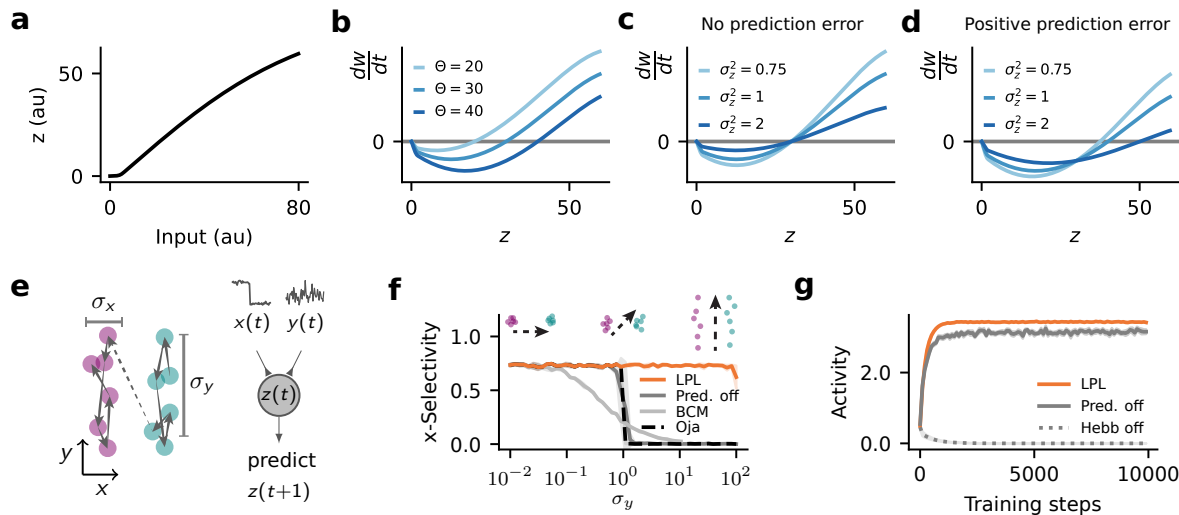 a
z (au)
50
0
0
80
Input (au)
b
dw
dt
Θ = 20
Θ = 30
Θ = 40
0
0
50
z
c
No prediction error
dw
dt
σ_z^2 = 0.75
σ_z^2 = 1
σ_z^2 = 2
0
0
50
z
d
Positive prediction error
dw
dt
σ_z^2 = 0.75
σ_z^2 = 1
σ_z^2 = 2
0
0
50
z
e
σ_x
σ_y
y
x
x(t)
y(t)
z(t)
predict
z(t+1)
f
x-Selectivity
1.0
0.5
0.0
LPL
Pred. off
BCM
Oja
10^−2
10^−1
10^0
10^1
10^2
σ_y
g
Activity
3.0
0.0
LPL
Pred. off
Hebb off
0
5000
10000
Training steps